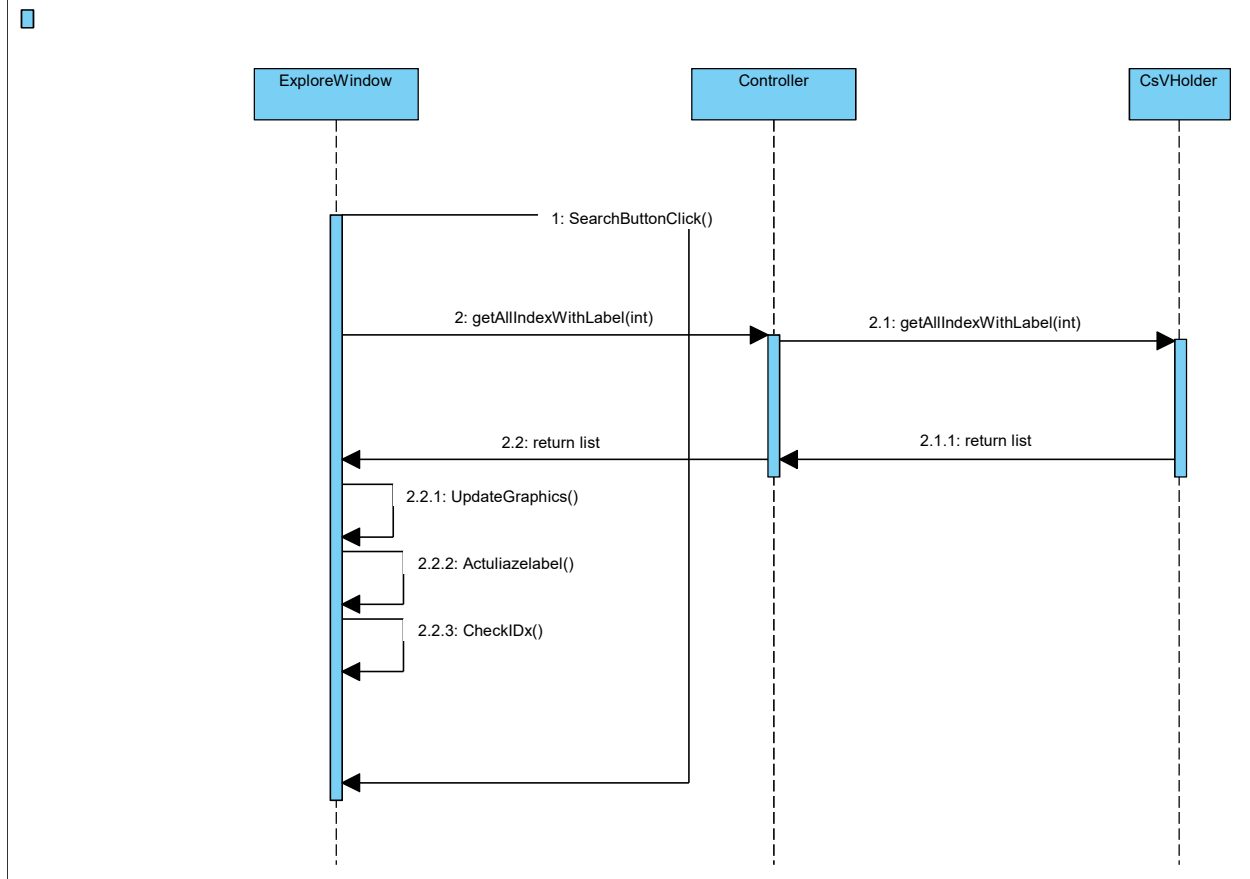 ExploreWindow
Controller
CsVHolder
1: SearchButtonClick()
2: getAllIndexWithLabel(int)
2.1: getAllIndexWithLabel(int)
2.2: return list
2.1.1: return list
2.2.1: UpdateGraphics()
2.2.2: Actuliazelabel()
2.2.3: CheckIDx()